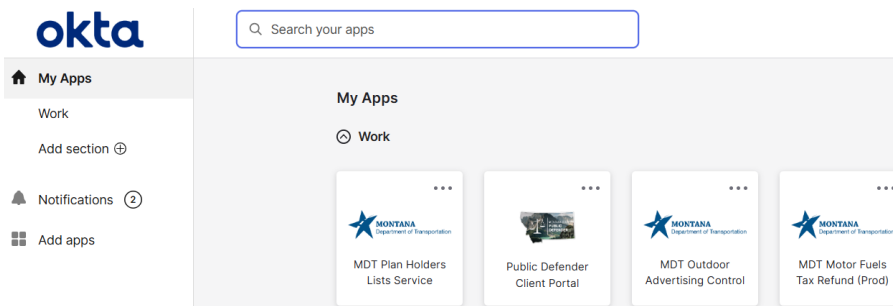 okta
Search your apps
My Apps
Work
Add section
Notifications 2
Add apps
My Apps
Work
MONTANA
Department of Transportation
MDT Plan Holders
Lists Service
PUBLIC
DEFENDER
Public Defender
Client Portal
MONTANA
Department of Transportation
MDT Outdoor
Advertising Control
MONTANA
Department of Transportation
MDT Motor Fuels
Tax Refund (Prod)